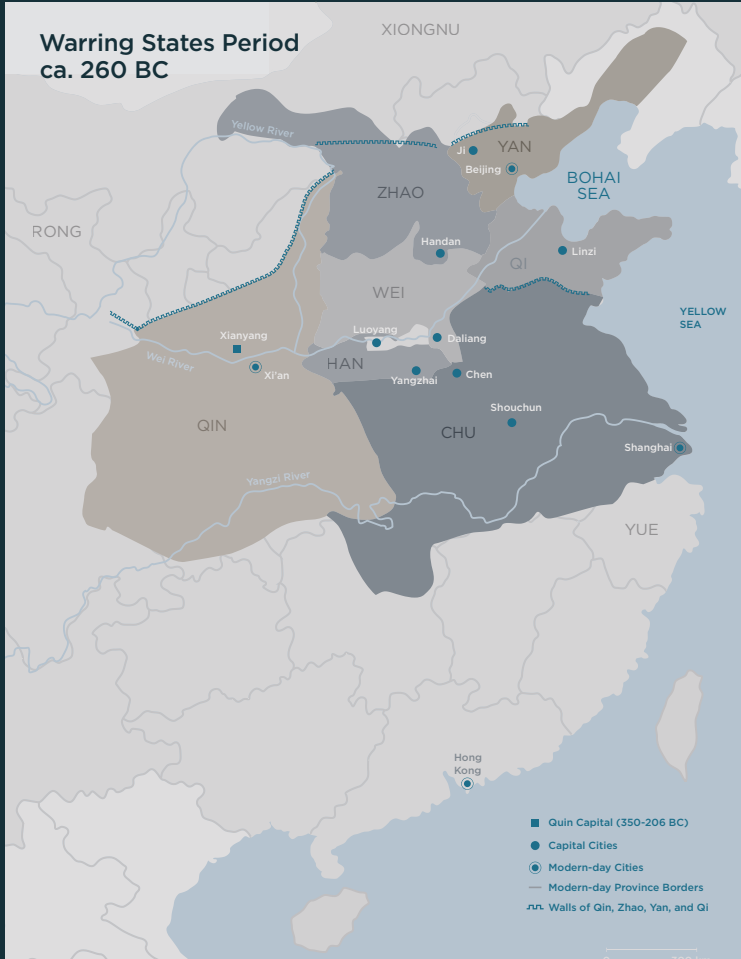 Warring States Period
ca. 260 BC
XIONGNU
Yellow River
Ji
YAN
Beijing
BOHAI
SEA
ZHAO
RONG
Handan
Linzi
QI
WEI
YELLOW
SEA
Luoyang
Xianyang
Daliang
Wei River
HAN
Xi'an
Yangzhai
Chen
Shouchun
QIN
CHU
Shanghai
Yangzi River
YUE
Hong
Kong
Quin Capital (350-206 BC)
Capital Cities
Modern-day Cities
Modern-day Province Borders
Walls of Qin, Zhao, Yan, and Qi